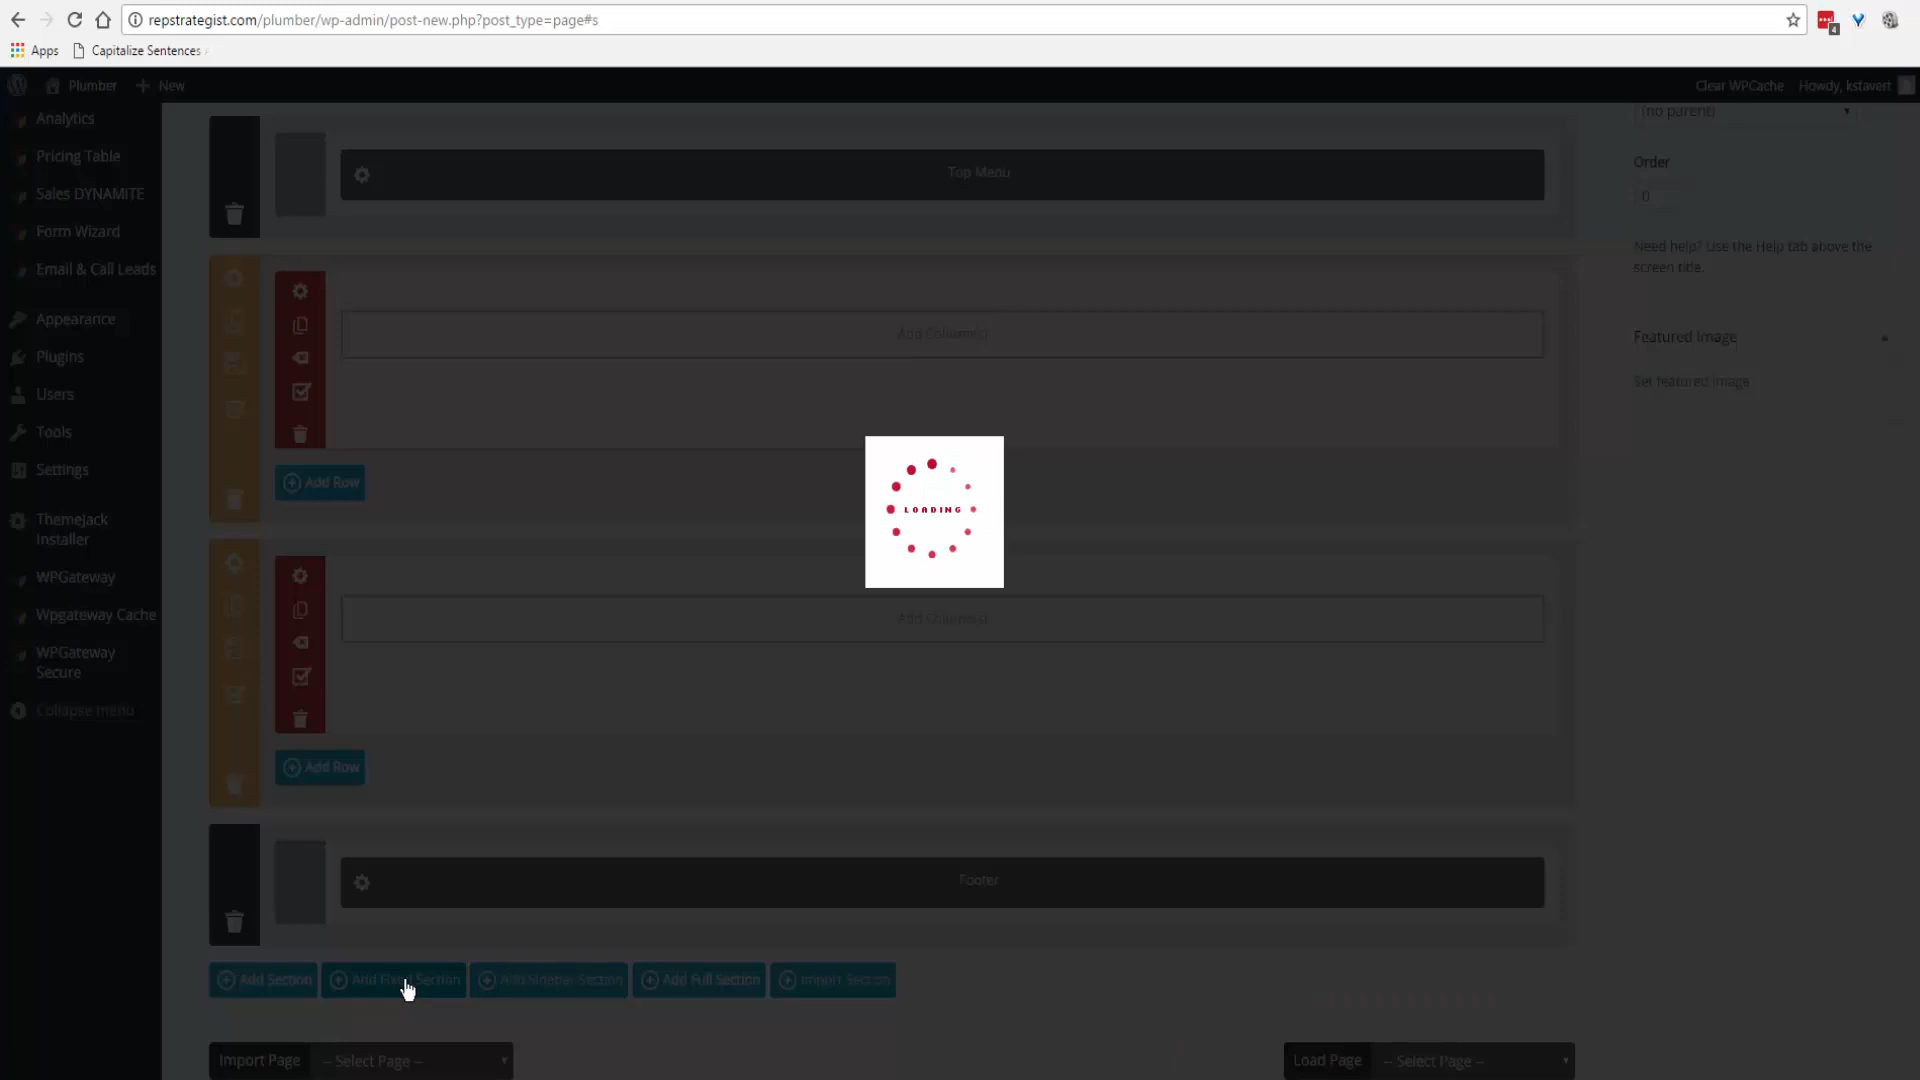 repstrategist.com/plumber/wp-admin/post-new.php?post_type=page#s
4
Apps
Capitalize Sentences
Plumber
New
Clear WPCache
Howdy, kstavert
Analytics
Pricing Table
Sales DYNAMITE
Form Wizard
Email & Call Leads
Appearance
Plugins
Users
Tools
Settings
ThemeJack
Installer
WPGateway
Wpgateway Cache
WPGateway
Secure
Collapse menu
Top Menu
Add Column(s)
Add Row
LOADING
Add Column(s)
Add Row
Footer
Add Section
Add Fixed Section
Add Sidebar Section
Add Full Section
Import Section
Import Page
-- Select Page --
Load Page
-- Select Page --
(no parent)
Order
0
Need help? Use the Help tab above the
screen title.
Featured Image
Set featured image